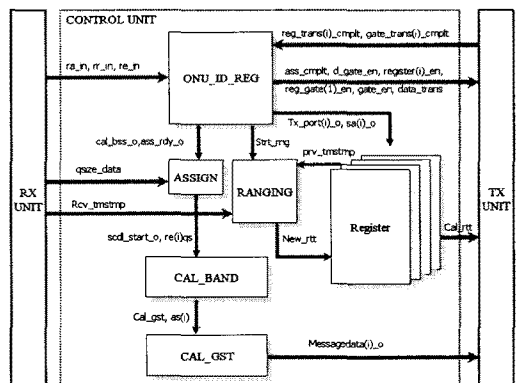 CONTROL UNIT
reg_trans(i)_cmplt, gate_trans(i)_cmplt
ra_in, rr_in, re_in
ONU_ID_REG
ass_cmplt, d_gate_en, register(i)_en,
reg_gate(1)_en, gate_en, data_trans
Tx_port(i)_o, sa(i)_o
cal_bss_o,ass_rdy_o
Strt_rng
prv_tmstmp
qsize_data
ASSIGN
RANGING
RX
UNIT
TX
UNIT
Rcv_tmstmp
Register
scdl_start_o, re(i)qs
New_rtt
Cal_rtt
CAL_BAND
Cal_gst, as(i)
CAL_GST
Messagedata(i)_o